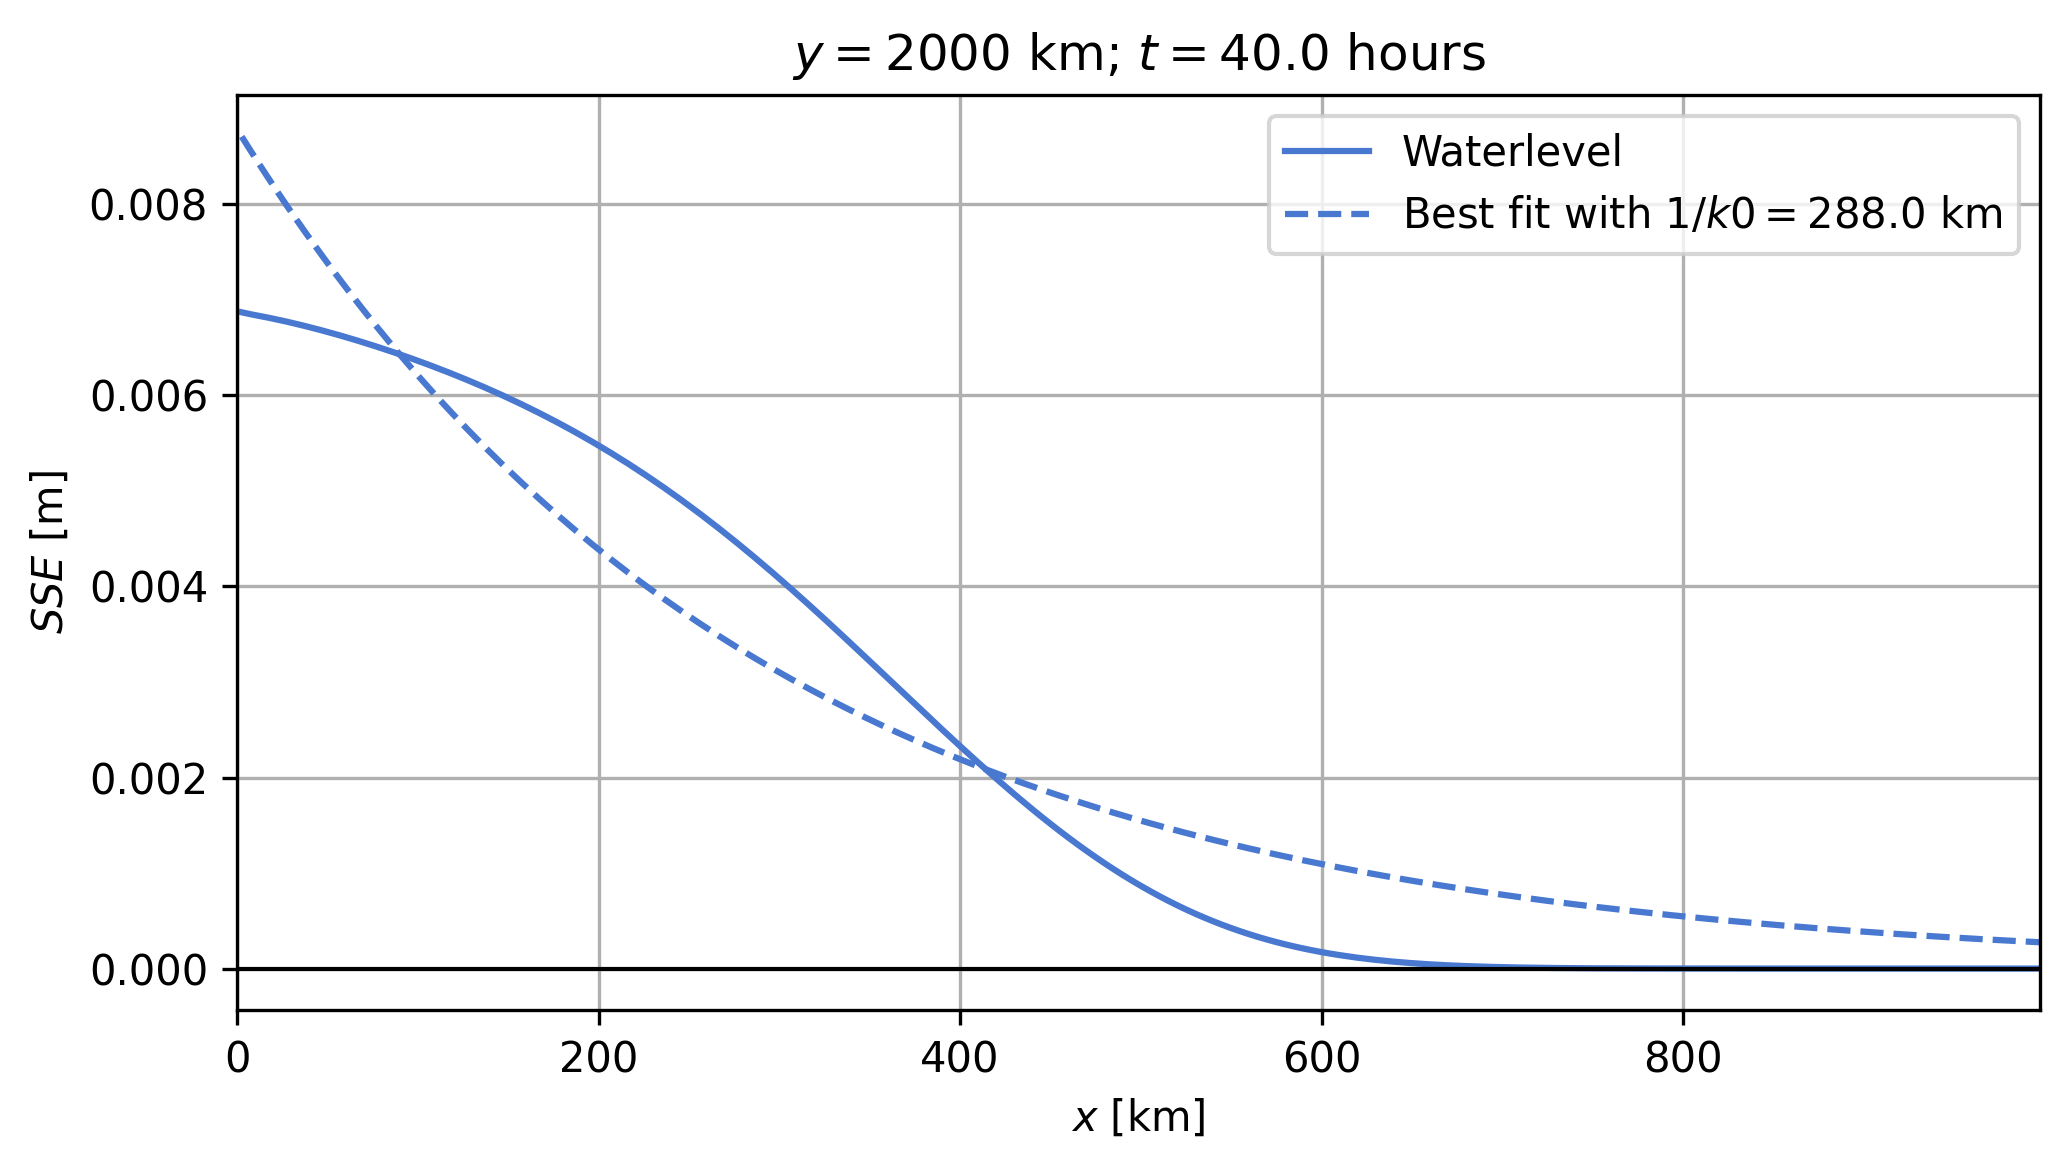 y = 2000 km; t = 40.0 hours
Waterlevel
Best fit with 1/k0 = 288.0 km
SSE [m]
0.008
0.006
0.004
0.002
0.000
0 200 400 600 800
x [km]